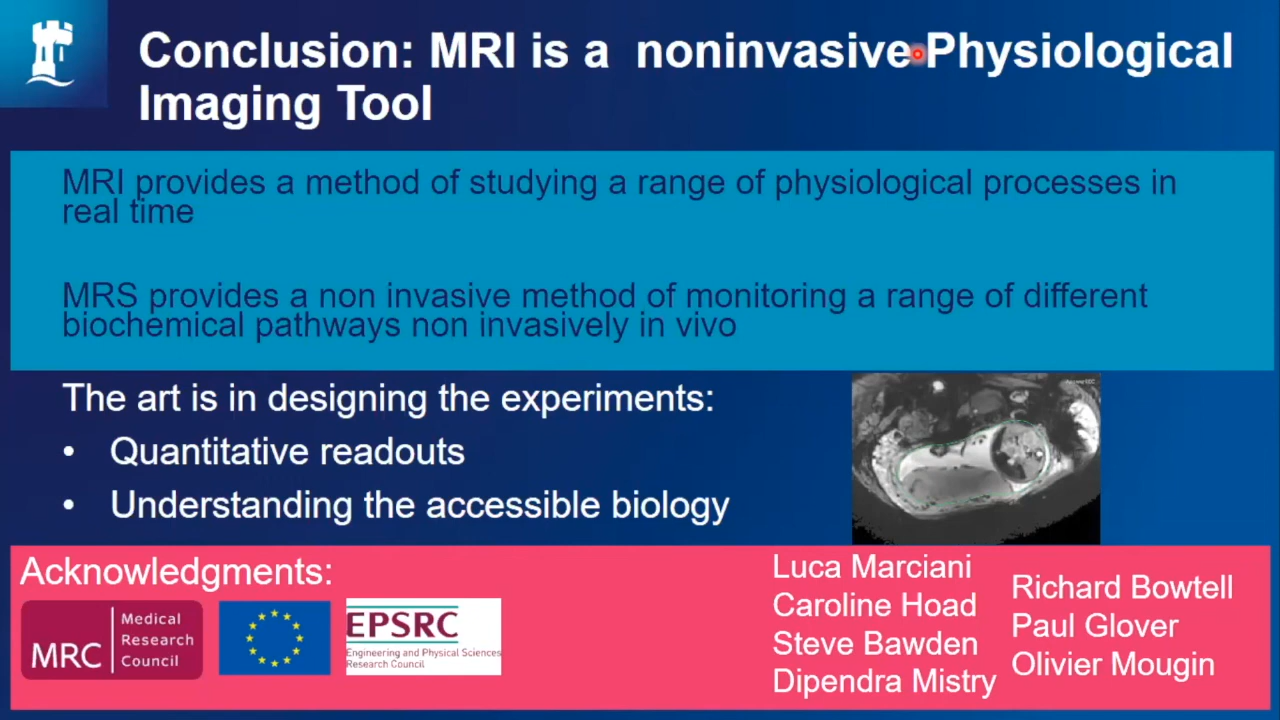 Conclusion: MRI is a noninvasive Physiological
Imaging Tool
MRI provides a method of studying a range of physiological processes in
real time
MRS provides a non invasive method of monitoring a range of different
biochemical pathways non invasively in vivo
The art is in designing the experiments:
• Quantitative readouts
• Understanding the accessible biology
Acknowledgments:
MRC
Medical
Research
Council
EPSRC
Engineering and Physical Sciences
Research Council
Luca Marciani
Caroline Hoad
Steve Bawden
Dipendra Mistry
Richard Bowtell
Paul Glover
Olivier Mougin